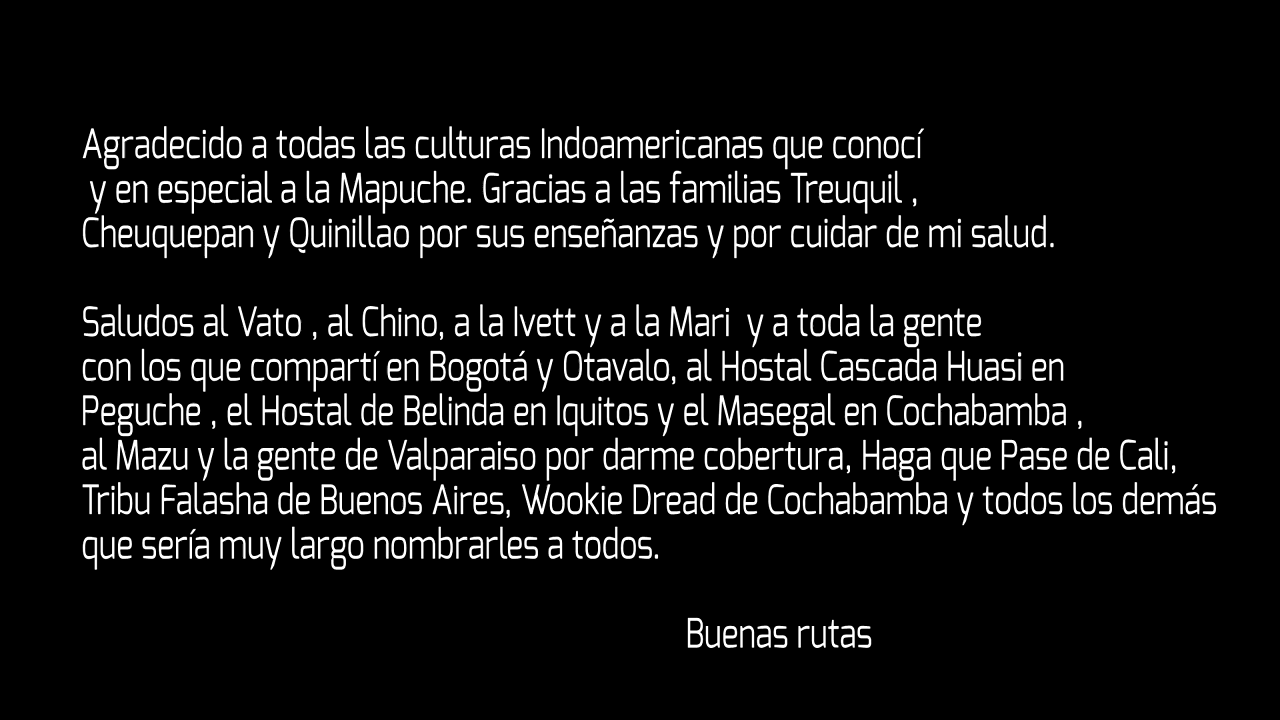 Agradecido a todas las culturas Indoamericanas que conocí
y en especial a la Mapuche. Gracias a las familias Treuquil ,
Cheuquepan y Quinillao por sus enseñanzas y por cuidar de mi salud.
Saludos al Vato , al Chino, a la Ivett y a la Mari  y a toda la gente
con los que compartí en Bogotá y Otavalo, al Hostal Cascada Huasi en
Peguche , el Hostal de Belinda en Iquitos y el Masegal en Cochabamba ,
al Mazu y la gente de Valparaiso por darme cobertura, Haga que Pase de Cali,
Tribu Falasha de Buenos Aires, Wookie Dread de Cochabamba y todos los demás
que sería muy largo nombrarles a todos.
Buenas rutas